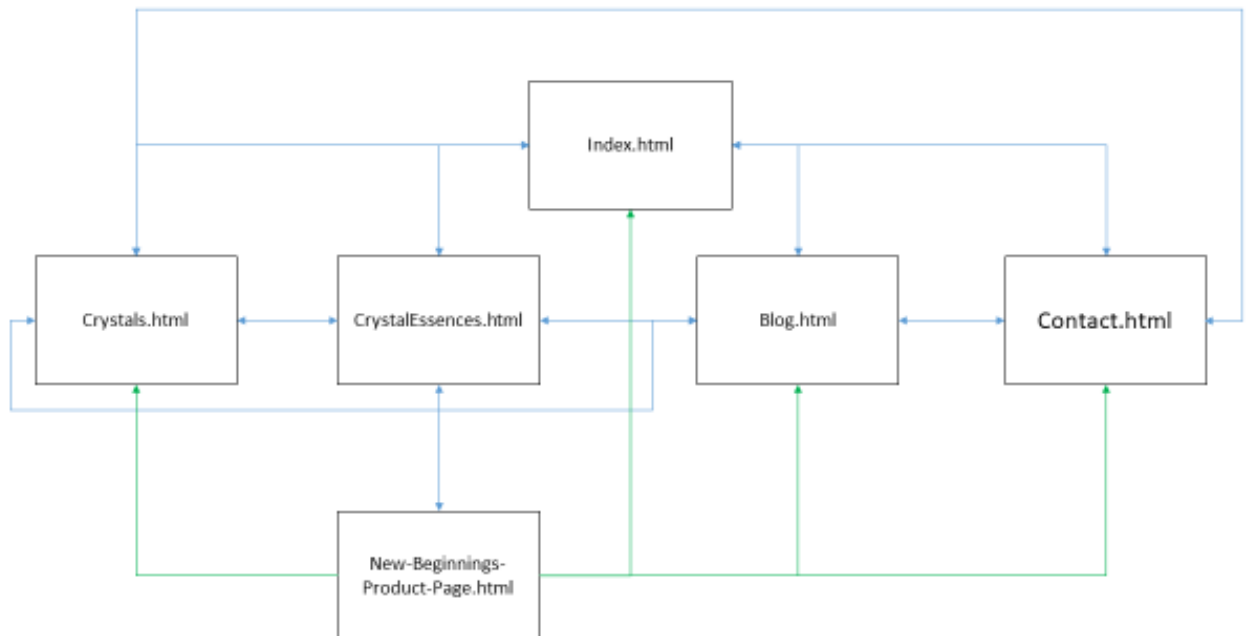 Index.html
Crystals.html
CrystalEssences.html
Blog.html
Contact.html
New-Beginnings-
Product-Page.html